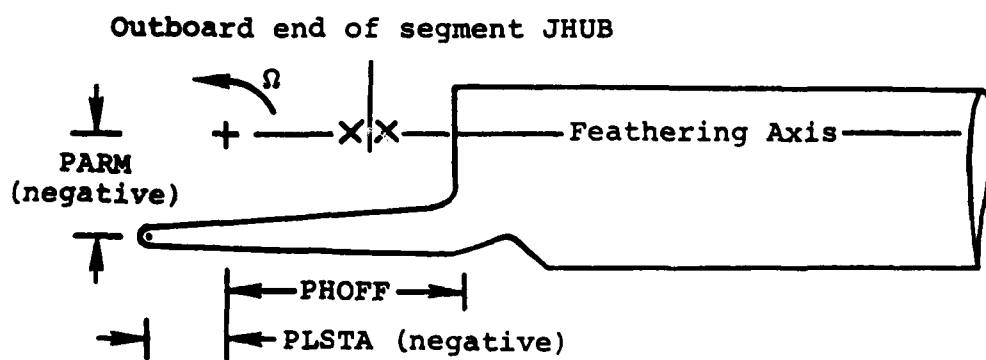 Outboard end of segment JHUB
Ω
Feathering Axis
PARM
(negative)
PHOFF
PLSTA (negative)